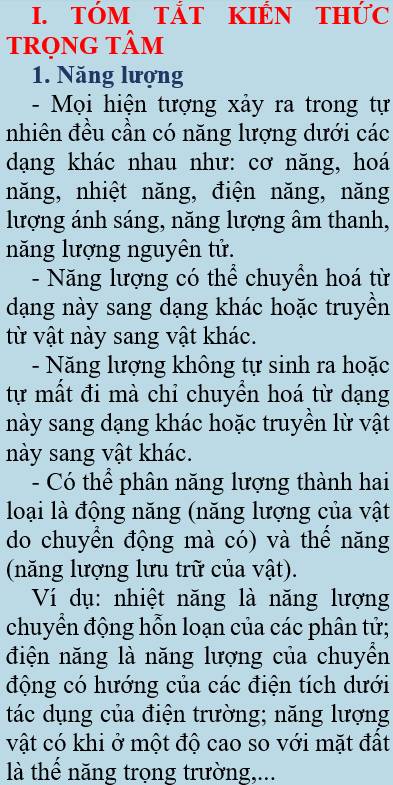 I. TÓM TẮT KIẾN THỨC
TRỌNG TÂM
1. Năng lượng
- Mọi hiện tượng xảy ra trong tự
nhiên đều cần có năng lượng dưới các
dạng khác nhau như: cơ năng, hoá
năng, nhiệt năng, điện năng, năng
lượng ánh sáng, năng lượng âm thanh,
năng lượng nguyên tử.
- Năng lượng có thể chuyển hoá từ
dạng này sang dạng khác hoặc truyền
từ vật này sang vật khác.
- Năng lượng không tự sinh ra hoặc
tự mất đi mà chỉ chuyển hoá từ dạng
này sang dạng khác hoặc truyền lừ vật
này sang vật khác.
- Có thể phân năng lượng thành hai
loại là động năng (năng lượng của vật
do chuyển động mà có) và thế năng
(năng lượng lưu trữ của vật).
Ví dụ: nhiệt năng là năng lượng
chuyển động hỗn loạn của các phân tử;
điện năng là năng lượng của chuyển
động có hướng của các điện tích dưới
tác dụng của điện trường; năng lượng
vật có khi ở một độ cao so với mặt đất
là thế năng trọng trường,...